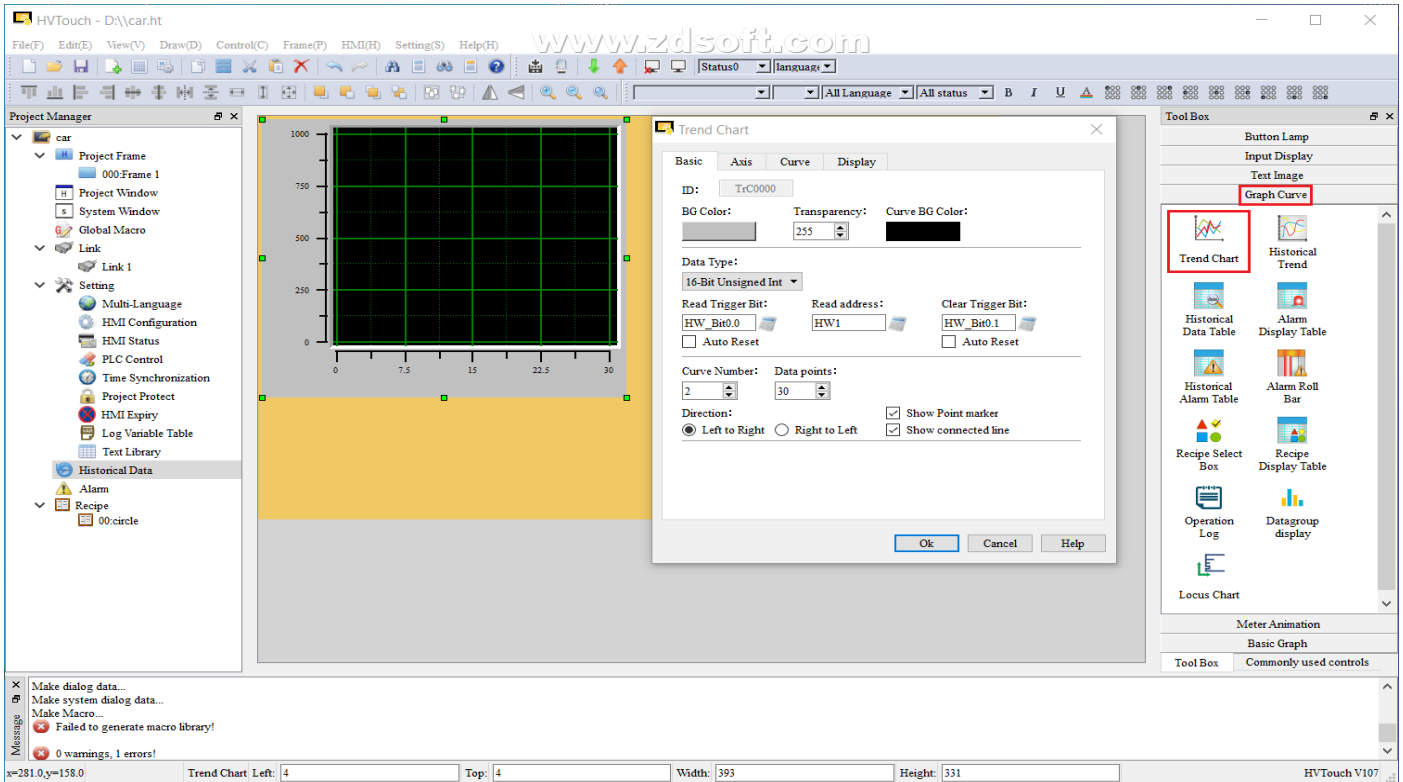 HVTouch - D:\\car.ht
File(F) Edit(E) View(V) Draw(D) Control(C) Frame(P) HMI(H) Setting(S) Help(H)
www.zdsoft.com
Status0 language
All Language All status B I U A
Project Manager
car
Project Frame
000:Frame 1
Project Window
System Window
Global Macro
Link
Link 1
Setting
Multi-Language
HMI Configuration
HMI Status
PLC Control
Time Synchronization
Project Protect
HMI Expiry
Log Variable Table
Text Library
Historical Data
Alarm
Recipe
00:circle
1000
750
500
250
0
0 7.5 15 22.5 30
Trend Chart
Basic Axis Curve Display
ID: TrC0000
BG Color: Transparency: Curve BG Color:
255
Data Type:
16-Bit Unsigned Int
Read Trigger Bit: Read address: Clear Trigger Bit:
HW_Bit0.0 HW1 HW_Bit0.1
Auto Reset Auto Reset
Curve Number: Data points:
2 30
Direction: Show Point marker
Left to Right Right to Left Show connected line
Ok Cancel Help
Tool Box
Button Lamp
Input Display
Text Image
Graph Curve
Trend Chart
Historical Trend
Historical Data Table
Alarm Display Table
Historical Alarm Table
Alarm Roll Bar
Recipe Select Box
Recipe Display Table
Operation Log
Datagroup display
Locus Chart
Meter Animation
Basic Graph
Tool Box Commonly used controls
Message
Make dialog data...
Make system dialog data...
Make Macro...
Failed to generate macro library!
0 warnings, 1 errors!
x=281.0,y=158.0 Trend Chart Left: 4 Top: 4 Width: 393 Height: 331 HVTouch V107